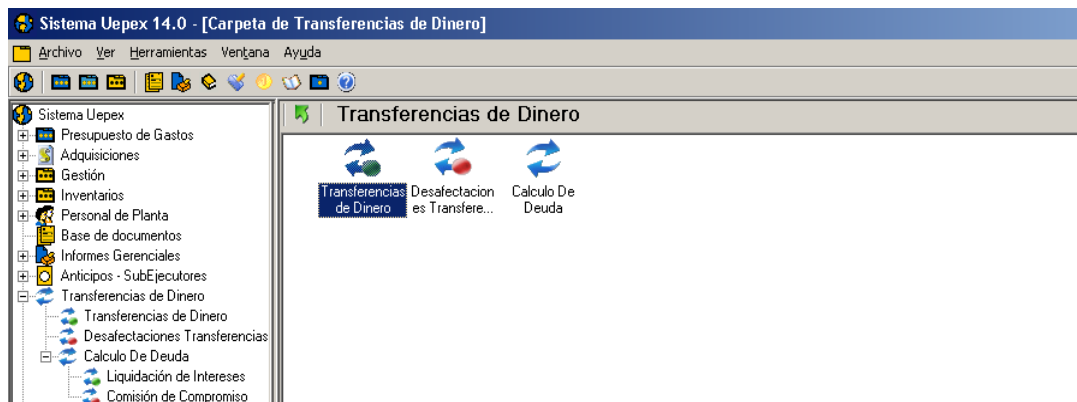 Sistema Uepex 14.0 - [Carpeta de Transferencias de Dinero]
Archivo Ver Herramientas Ventana Ayuda
Sistema Uepex
Presupuesto de Gastos
Adquisiciones
Gestión
Inventarios
Personal de Planta
Base de documentos
Informes Gerenciales
Anticipos - SubEjecutores
Transferencias de Dinero
Transferencias de Dinero
Desafectaciones Transferencias
Calculo De Deuda
Liquidación de Intereses
Comisión de Compromiso
Transferencias de Dinero
Transferencias
de Dinero
Desafectacion
es Transfere...
Calculo De
Deuda